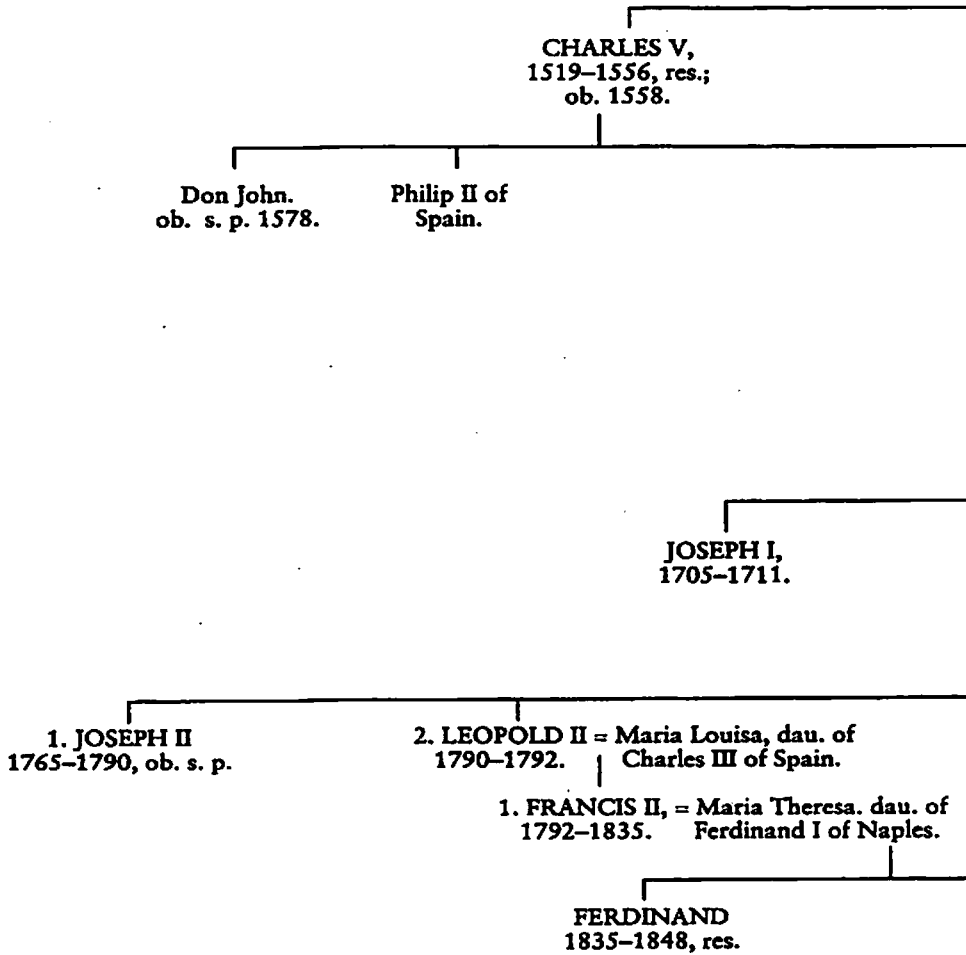 CHARLES V,
1519–1556, res.;
ob. 1558.
Don John.
ob. s. p. 1578.
Philip II of
Spain.
JOSEPH I,
1705–1711.
1. JOSEPH II
1765–1790, ob. s. p.
2. LEOPOLD II = Maria Louisa, dau. of
1790–1792. Charles III of Spain.
1. FRANCIS II, = Maria Theresa. dau. of
1792–1835. Ferdinand I of Naples.
FERDINAND
1835–1848, res.